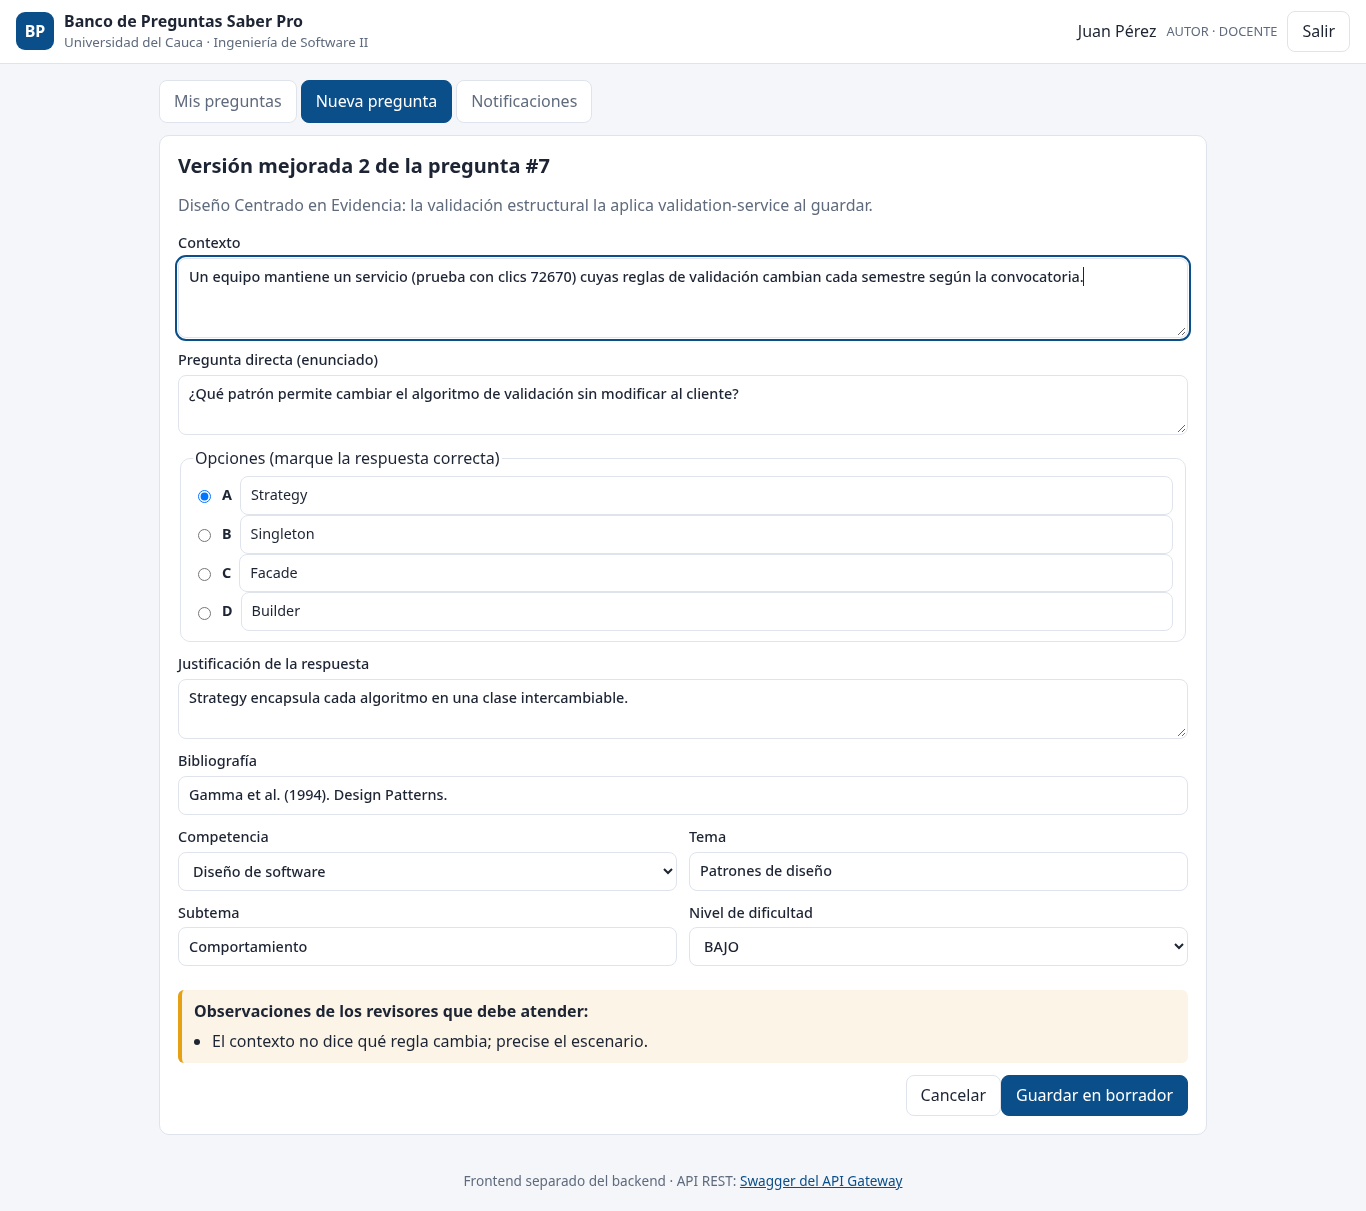 BP
Banco de Preguntas Saber Pro
Universidad del Cauca · Ingeniería de Software II
Juan Pérez AUTOR · DOCENTE Salir
Mis preguntas Nueva pregunta Notificaciones
Versión mejorada 2 de la pregunta #7
Diseño Centrado en Evidencia: la validación estructural la aplica validation-service al guardar.
Contexto
Un equipo mantiene un servicio (prueba con clics 72670) cuyas reglas de validación cambian cada semestre según la convocatoria.
Pregunta directa (enunciado)
¿Qué patrón permite cambiar el algoritmo de validación sin modificar al cliente?
Opciones (marque la respuesta correcta)
A Strategy
B Singleton
C Facade
D Builder
Justificación de la respuesta
Strategy encapsula cada algoritmo en una clase intercambiable.
Bibliografía
Gamma et al. (1994). Design Patterns.
Competencia Tema
Diseño de software Patrones de diseño
Subtema Nivel de dificultad
Comportamiento BAJO
Observaciones de los revisores que debe atender:
• El contexto no dice qué regla cambia; precise el escenario.
Cancelar Guardar en borrador
Frontend separado del backend · API REST: Swagger del API Gateway